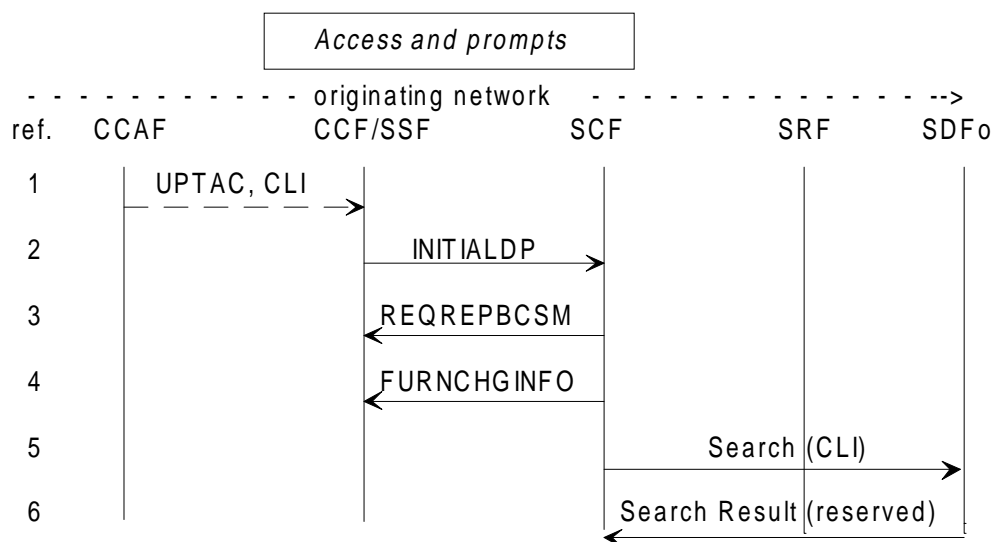 Access and prompts
- - - - - - - - - - - originating network - - - - - - - - - - - - - -->
ref. CCAF CCF/SSF SCF SRF SDFo
1 UPTAC, CLI
2 INITIALDP
3 REQREPBCSM
4 FURNCHGINFO
5 Search (CLI)
6 Search Result (reserved)